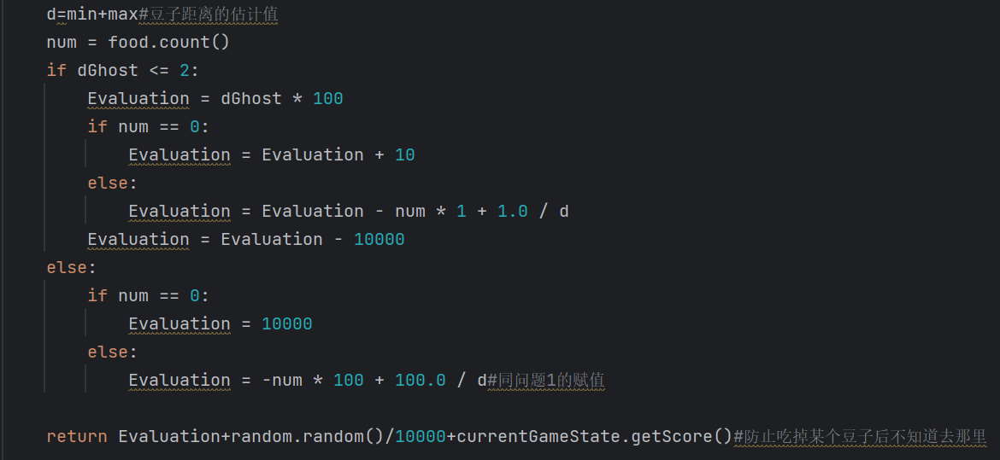 d=min+max#豆子距离的估计值
num = food.count()
if dGhost <= 2:
Evaluation = dGhost * 100
if num == 0:
Evaluation = Evaluation + 10
else:
Evaluation = Evaluation - num * 1 + 1.0 / d
Evaluation = Evaluation - 10000
else:
if num == 0:
Evaluation = 10000
else:
Evaluation = -num * 100 + 100.0 / d#同问题1的赋值
return Evaluation+random.random()/10000+currentGameState.getScore()#防止吃掉某个豆子后不知道去那里